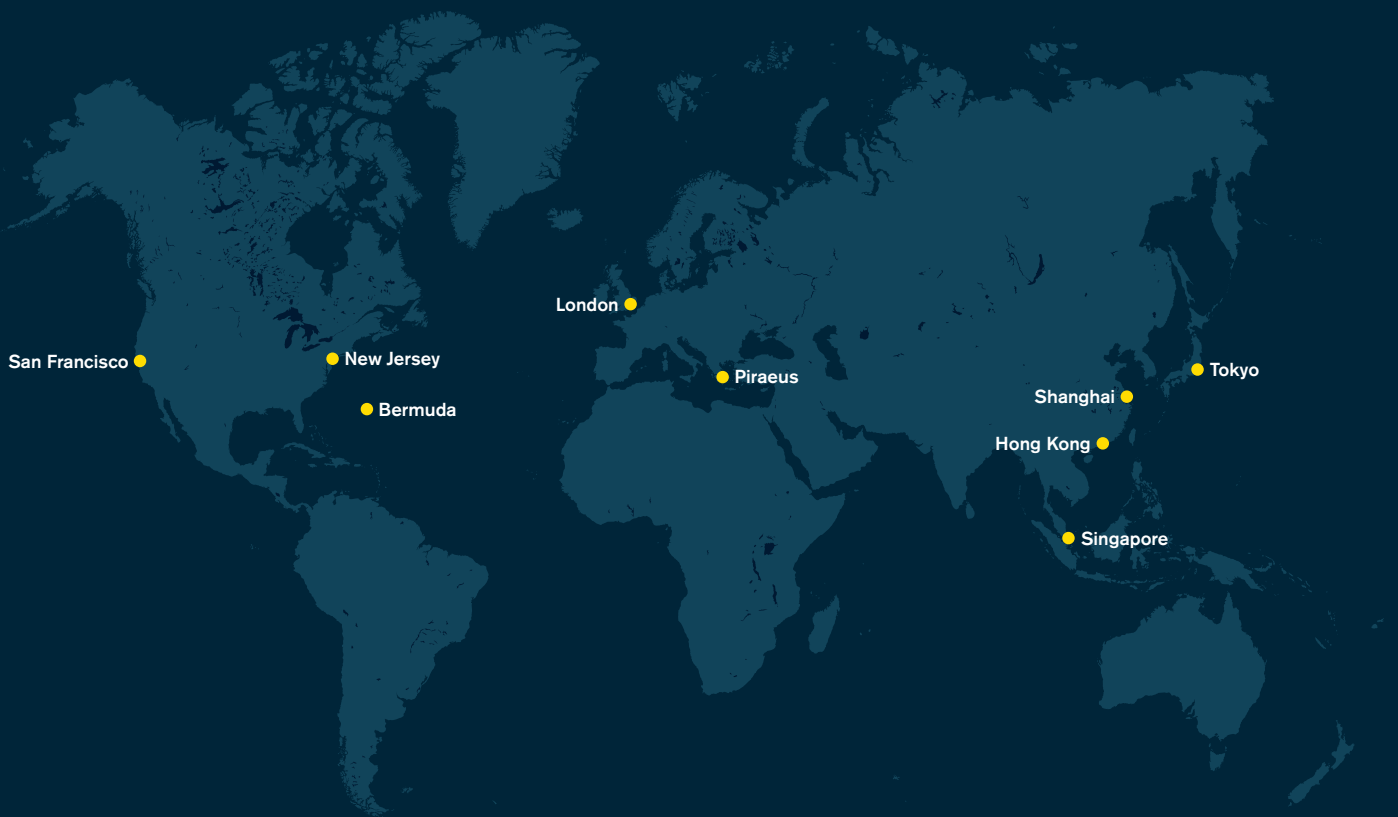 London
San Francisco
New Jersey
Piraeus
Tokyo
Shanghai
Bermuda
Hong Kong
Singapore